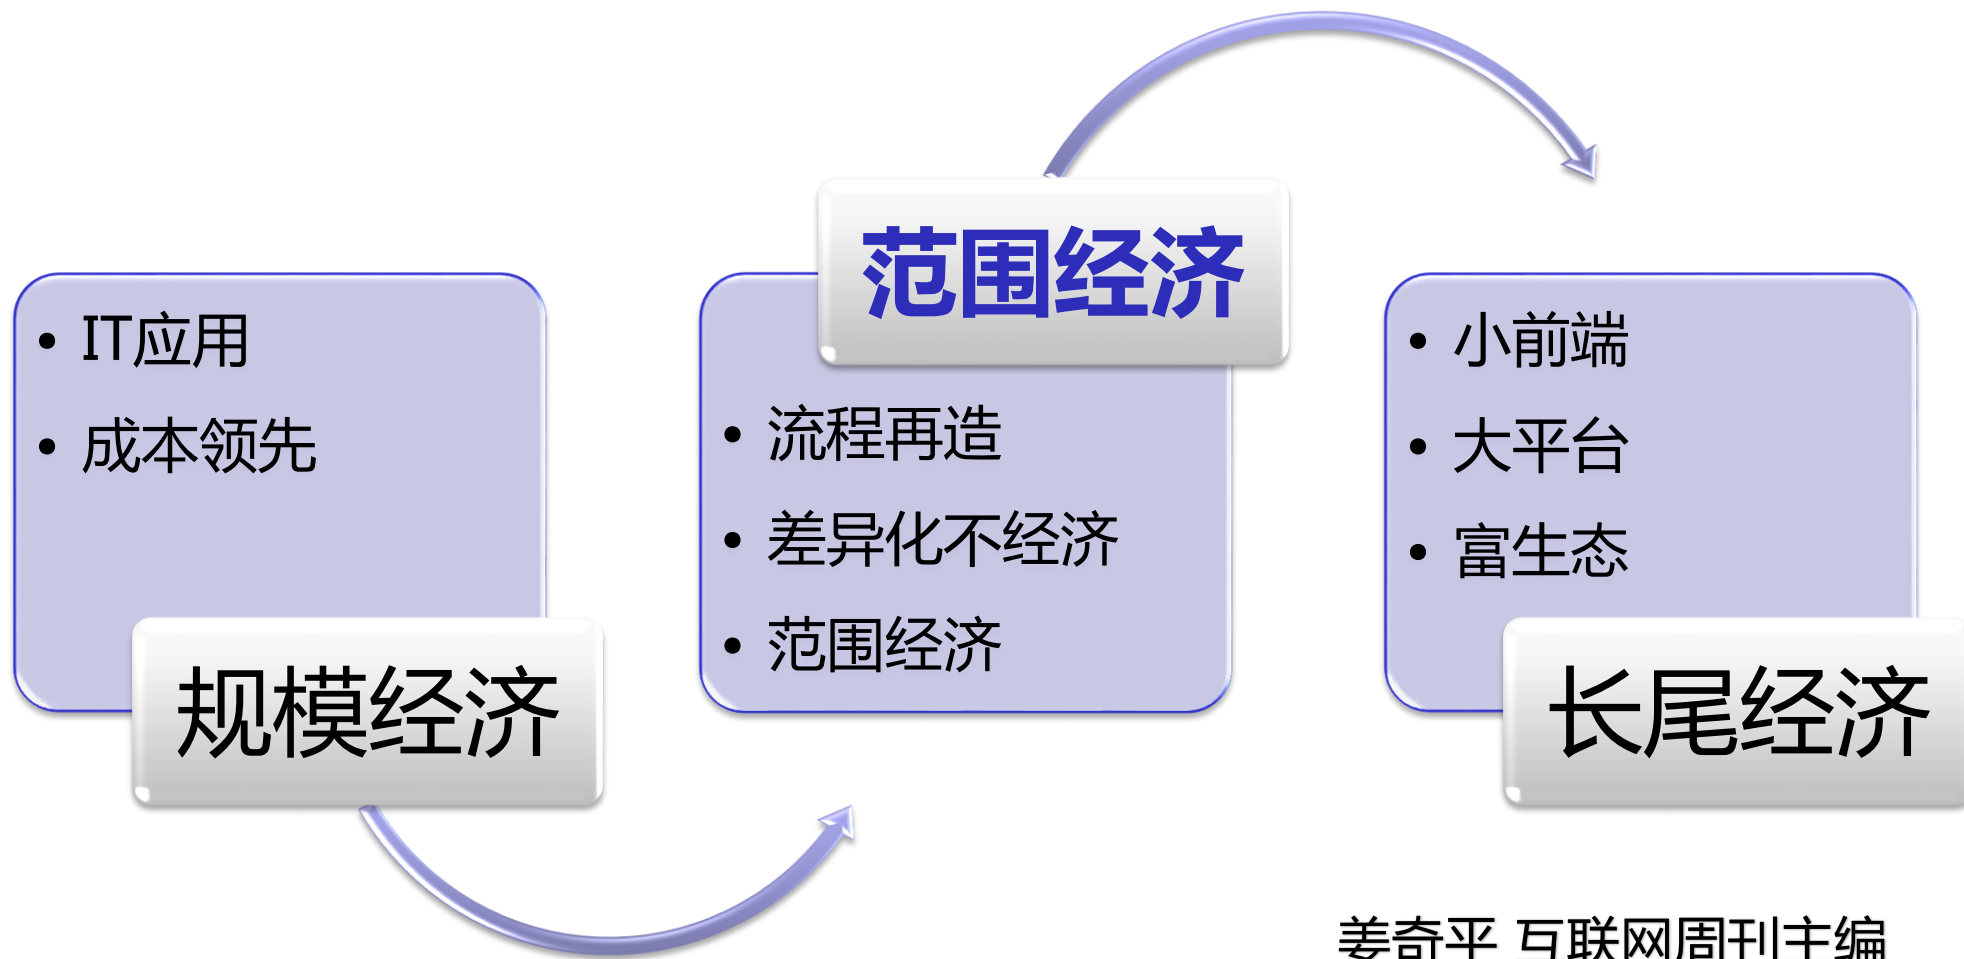 IT应用
成本领先
规模经济
范围经济
流程再造
差异化不经济
范围经济
小前端
大平台
富生态
长尾经济
姜奇平 互联网周刊主编